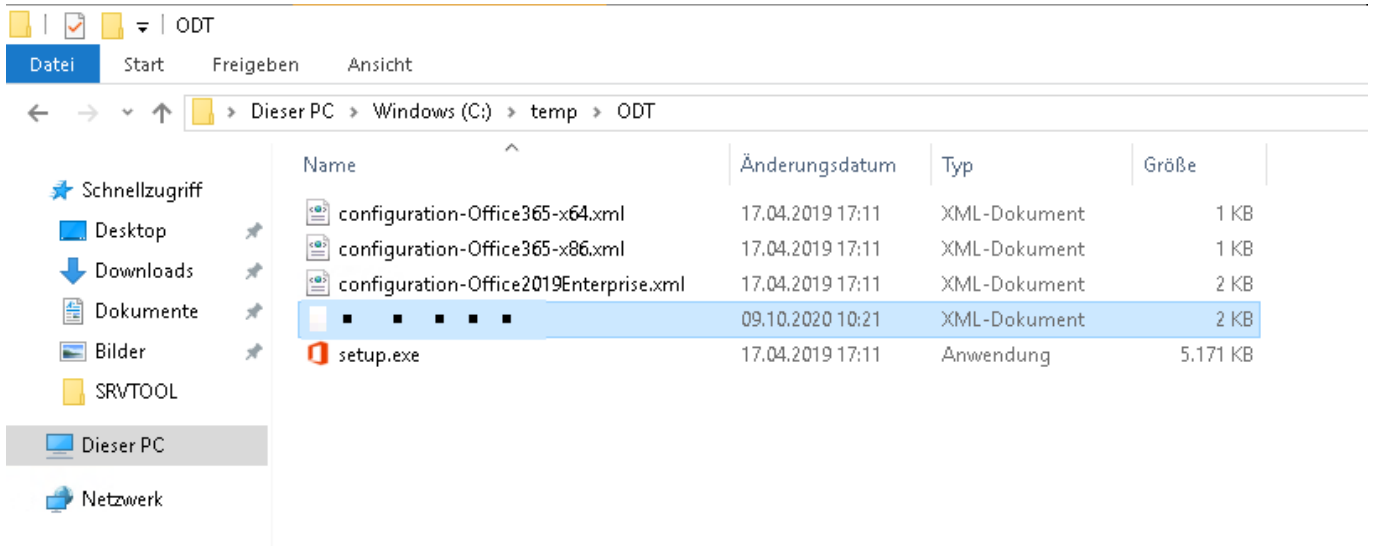 ODT
Datei Start Freigeben Ansicht
Dieser PC Windows (C:) temp ODT
Name Änderungsdatum Typ Größe
Schnellzugriff
Desktop
Downloads
Dokumente
Bilder
SRVTOOL
Dieser PC
Netzwerk
configuration-Office365-x64.xml 17.04.2019 17:11 XML-Dokument 1 KB
configuration-Office365-x86.xml 17.04.2019 17:11 XML-Dokument 1 KB
configuration-Office2019Enterprise.xml 17.04.2019 17:11 XML-Dokument 2 KB
09.10.2020 10:21 XML-Dokument 2 KB
setup.exe 17.04.2019 17:11 Anwendung 5.171 KB